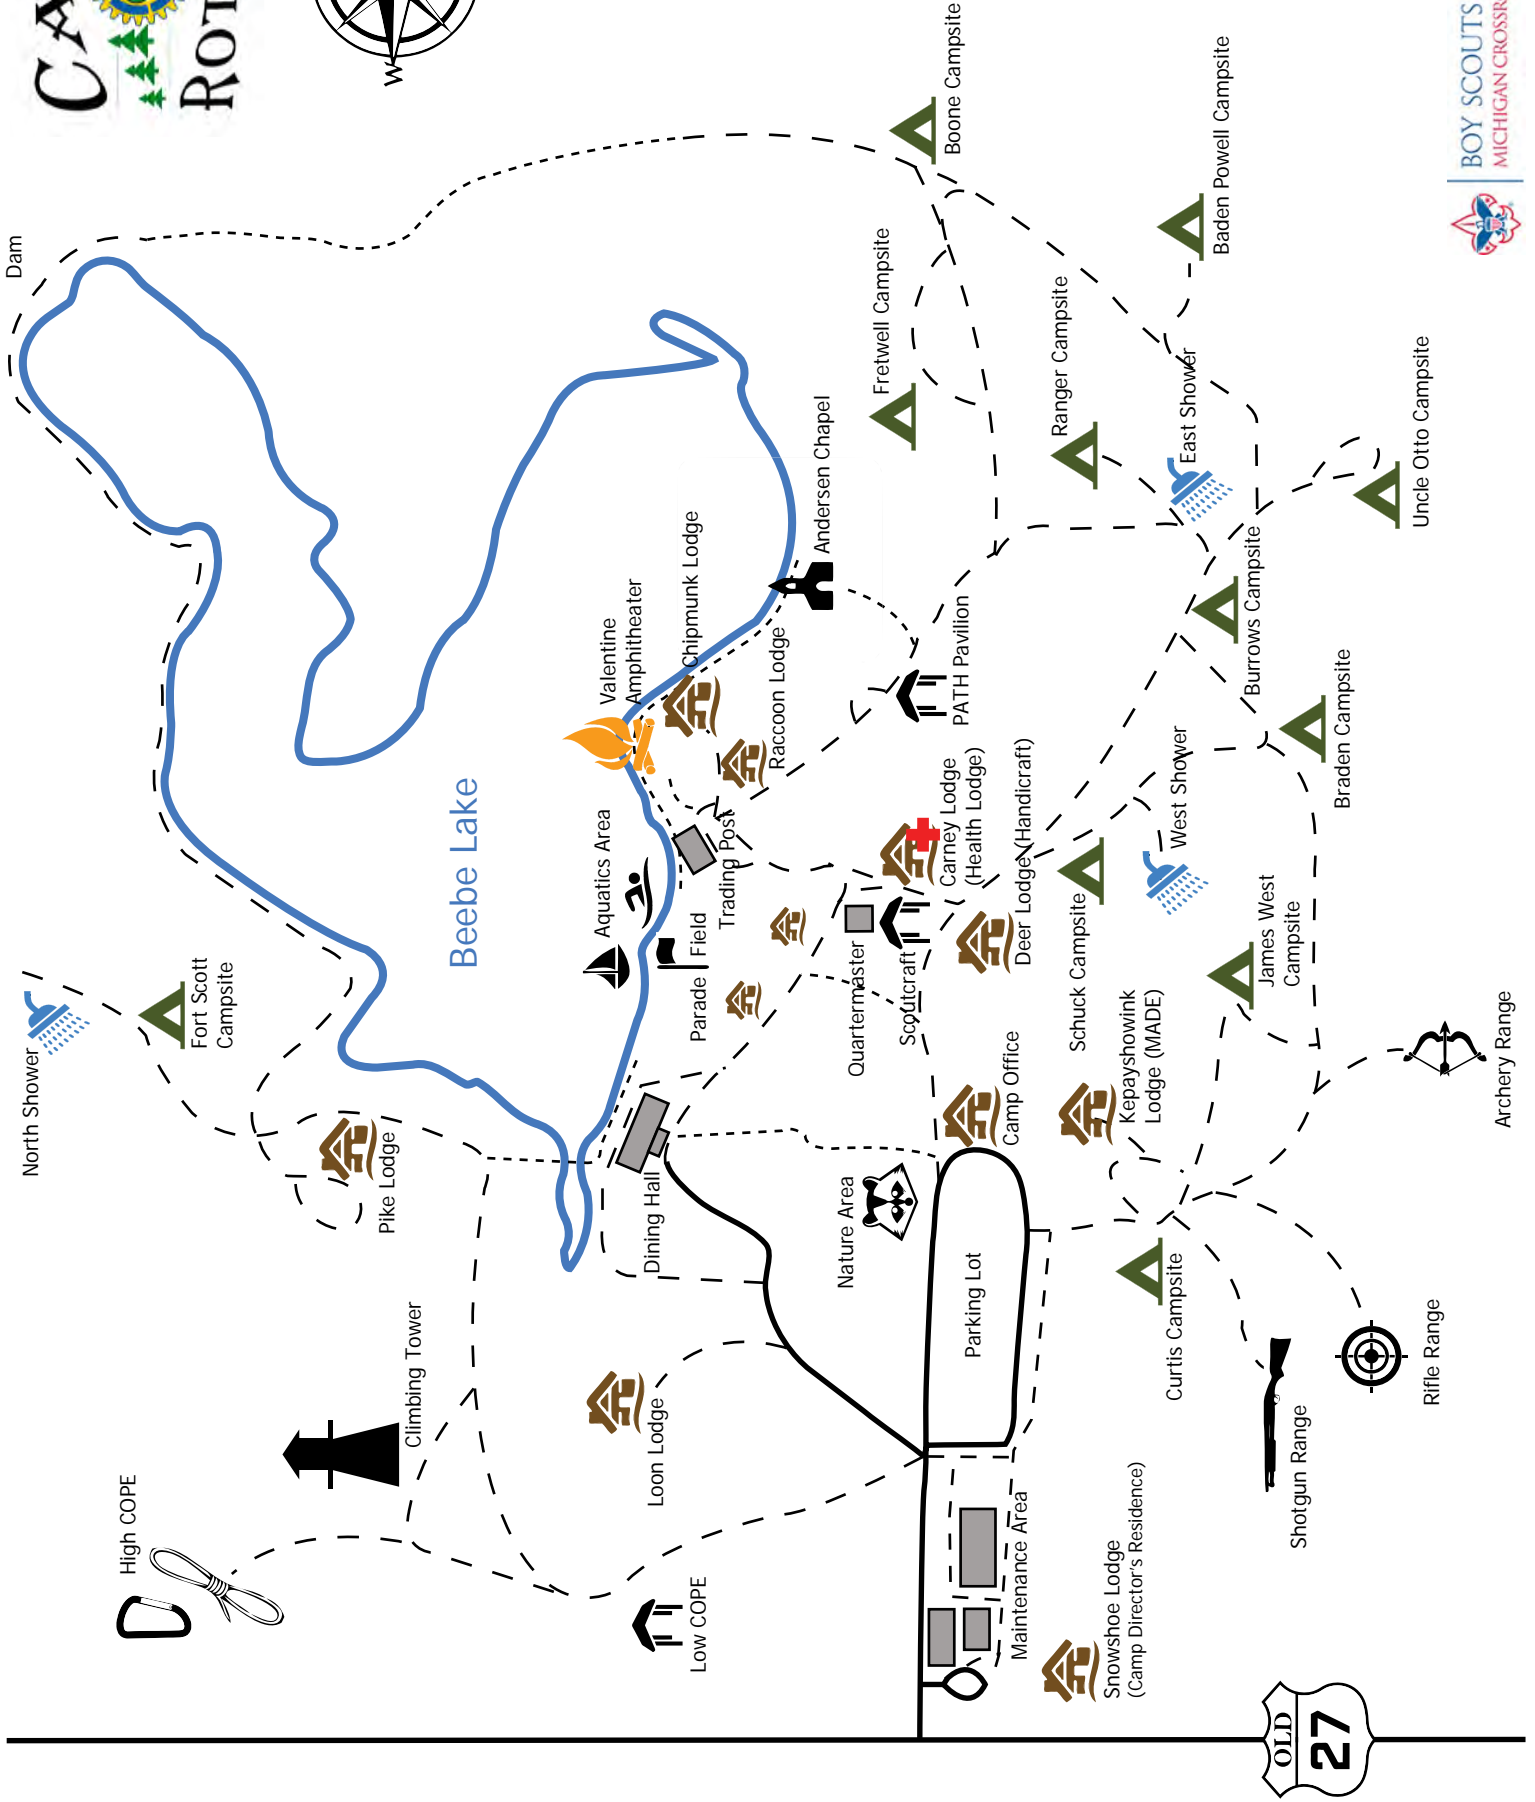 CA
ROT
W
Dam
Boone Campsite
Baden Powell Campsite
BOY SCOUTS
MICHIGAN CROSSR
Fretwell Campsite
Ranger Campsite
East Shower
Uncle Otto Campsite
Andersen Chapel
Chipmunk Lodge
Valentine
Amphitheater
Raccoon Lodge
PATH Pavilion
Burrows Campsite
Braden Campsite
West Shower
Beebe Lake
Aquatics Area
Trading Post
Parade Field
Carney Lodge
(Health Lodge)
Deer Lodge (Handicraft)
Quartermaster
Scoutcraft
Schuck Campsite
James West
Campsite
Kepayshowink
Lodge (MADE)
Archery Range
Camp Office
North Shower
Fort Scott
Campsite
Pike Lodge
Dining Hall
Nature Area
Parking Lot
Curtis Campsite
Rifle Range
Shotgun Range
Climbing Tower
Loon Lodge
High COPE
Low COPE
Maintenance Area
Snowshoe Lodge
(Camp Director's Residence)
OLD
27